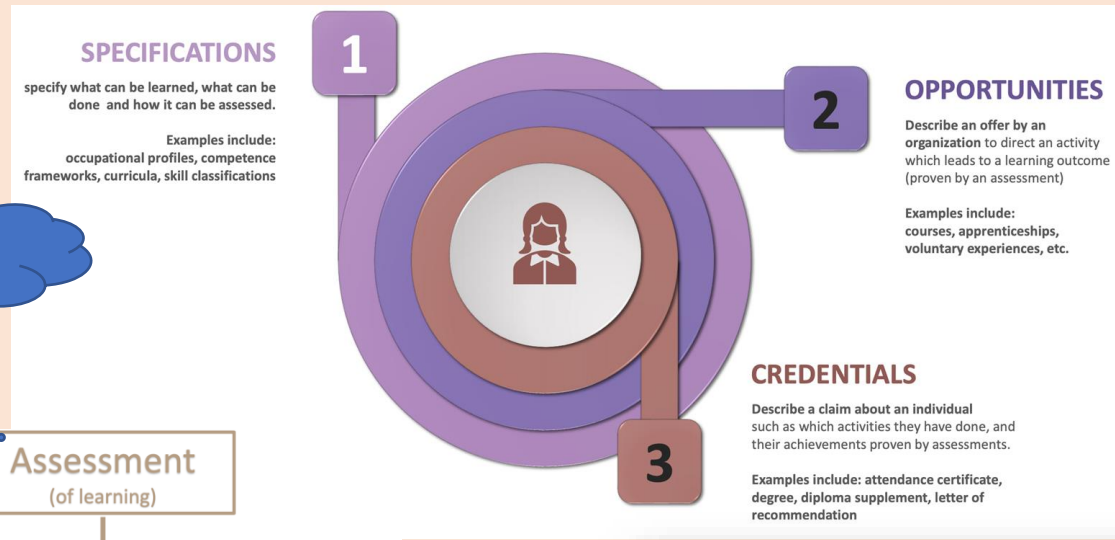 1
SPECIFICATIONS
specify what can be learned, what can be
done and how it can be assessed.
Examples include:
occupational profiles, competence
frameworks, curricula, skill classifications
2
OPPORTUNITIES
Describe an offer by an
organization to direct an activity
which leads to a learning outcome
(proven by an assessment)
Examples include:
courses, apprenticeships,
voluntary experiences, etc.
3
CREDENTIALS
Describe a claim about an individual
such as which activities they have done, and
their achievements proven by assessments.
Examples include: attendance certificate,
degree, diploma supplement, letter of
recommendation
Assessment
(of learning)